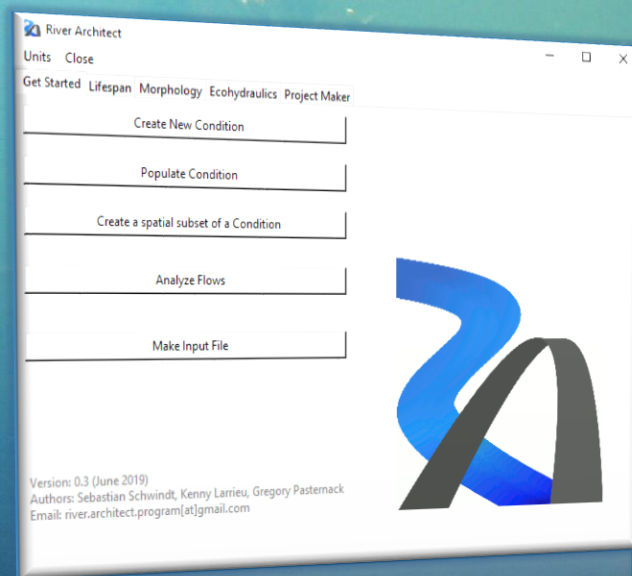 River Architect
Units Close
Get Started Lifespan Morphology Ecohydraulics Project Maker
Create New Condition
Populate Condition
Create a spatial subset of a Condition
Analyze Flows
Make Input File
Version: 0.3 (June 2019)
Authors: Sebastian Schwindt, Kenny Larrieu, Gregory Pasternack
Email: river.architect.program[at]gmail.com